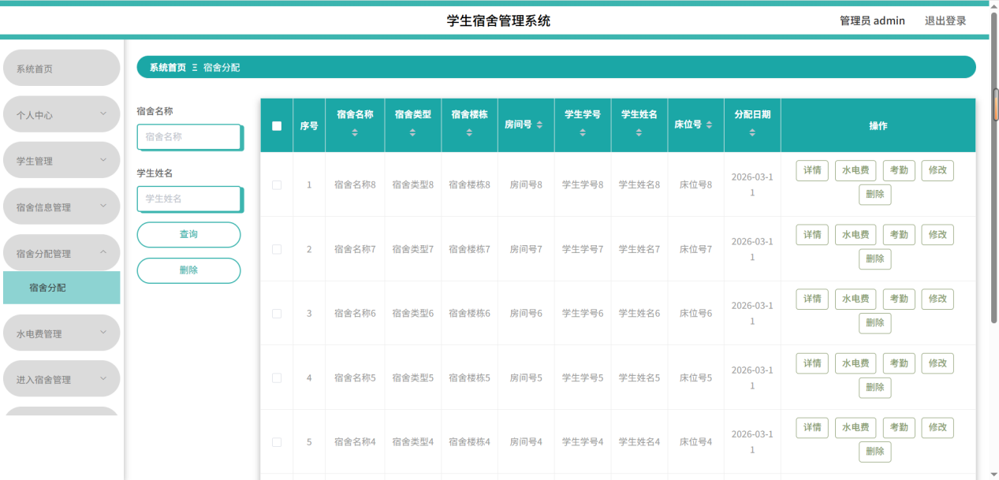 学生宿舍管理系统
管理员 admin 退出登录
系统首页
个人中心
学生管理
宿舍信息管理
宿舍分配管理
宿舍分配
水电费管理
进入宿舍管理
系统首页 Ξ 宿舍分配
宿舍名称
宿舍名称
学生姓名
学生姓名
查询
删除
序号 宿舍名称 宿舍类型 宿舍楼栋 房间号 学生学号 学生姓名 床位号 分配日期 操作
1 宿舍名称8 宿舍类型8 宿舍楼栋8 房间号8 学生学号8 学生姓名8 床位号8 2026-03-1
1
详情 水电费 考勤 修改
删除
2 宿舍名称7 宿舍类型7 宿舍楼栋7 房间号7 学生学号7 学生姓名7 床位号7 2026-03-1
1
详情 水电费 考勤 修改
删除
3 宿舍名称6 宿舍类型6 宿舍楼栋6 房间号6 学生学号6 学生姓名6 床位号6 2026-03-1
1
详情 水电费 考勤 修改
删除
4 宿舍名称5 宿舍类型5 宿舍楼栋5 房间号5 学生学号5 学生姓名5 床位号5 2026-03-1
1
详情 水电费 考勤 修改
删除
5 宿舍名称4 宿舍类型4 宿舍楼栋4 房间号4 学生学号4 学生姓名4 床位号4 2026-03-1
1
详情 水电费 考勤 修改
删除